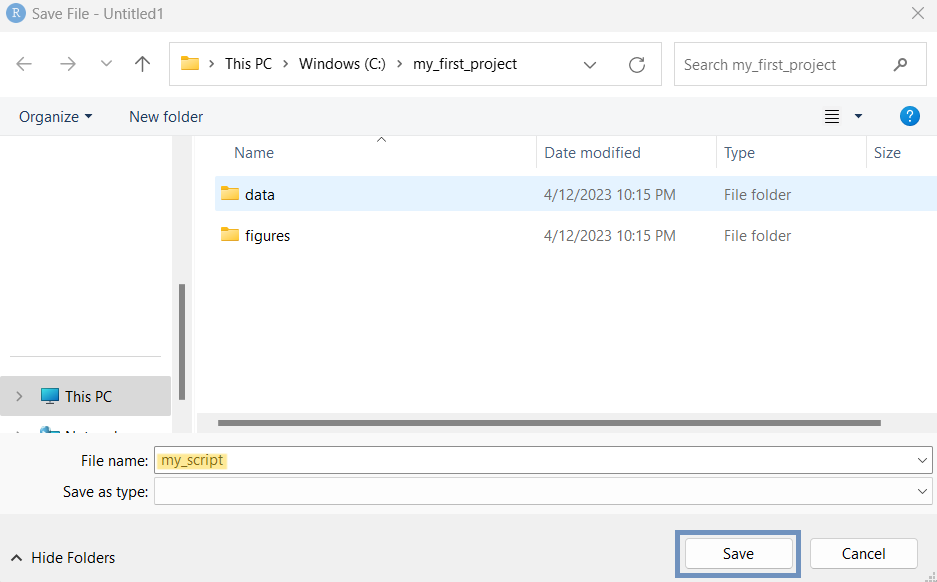 R Save File - Untitled1
This PC > Windows (C:) > my_first_project
Search my_first_project
Organize New folder
?
Name Date modified Type Size
data 4/12/2023 10:15 PM File folder
figures 4/12/2023 10:15 PM File folder
This PC
File name: my_script
Save as type:
Hide Folders Save Cancel